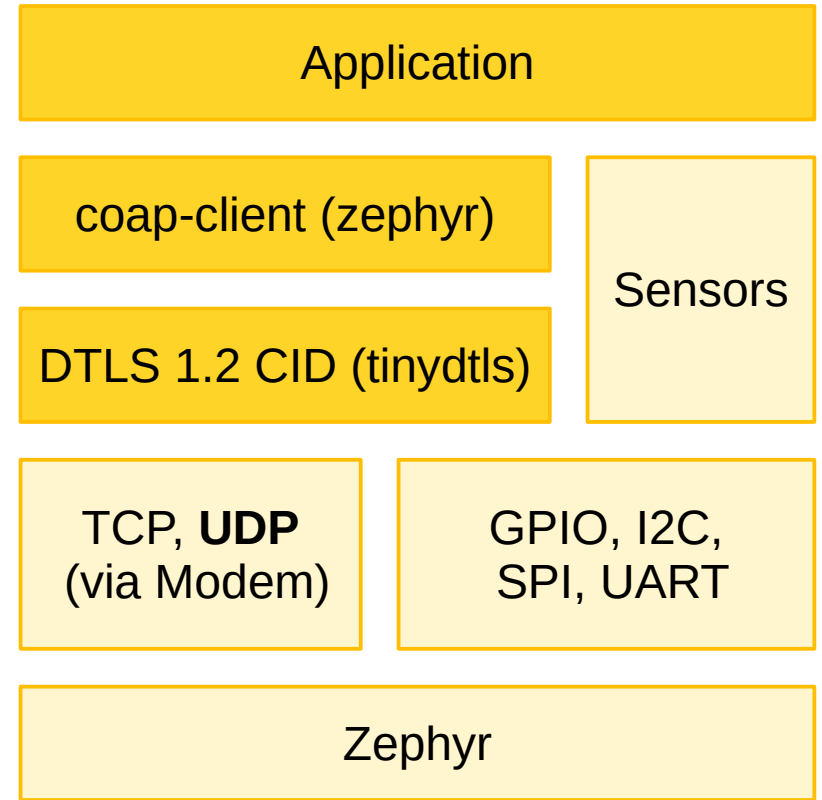 Application
coap-client (zephyr)
Sensors
DTLS 1.2 CID (tinydtls)
TCP, UDP
(via Modem)
GPIO, I2C,
SPI, UART
Zephyr